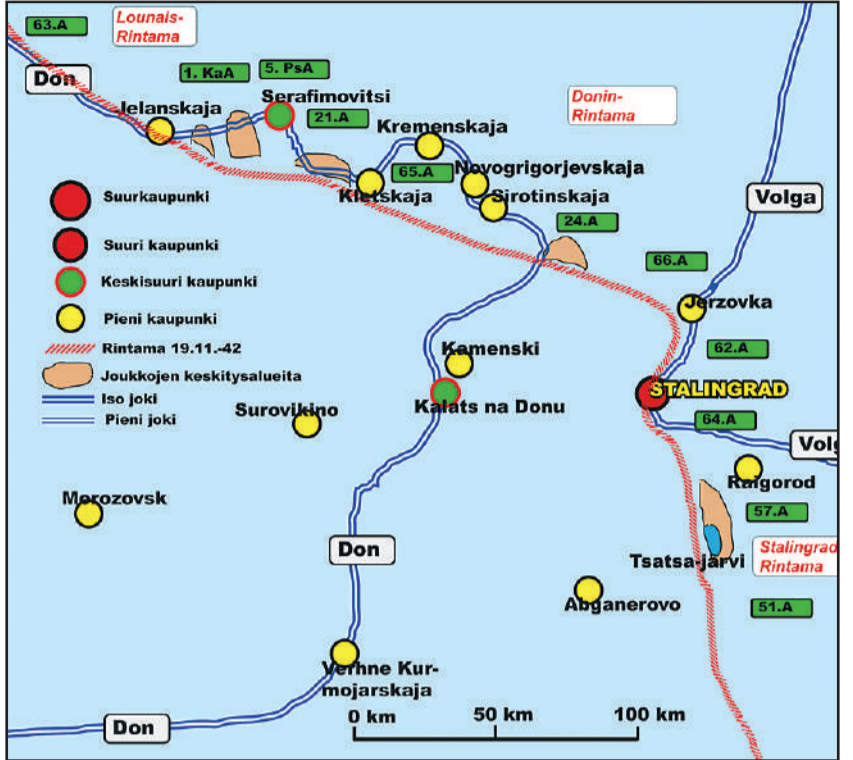 63.A
Lounais-
Rintama
Don
1. KaA
5. PsA
Jelanskaja
Serafimovitsi
21.A
Kremenskaja
Donin-
Rintama
65.A
Novogrigorjevskaja
Kletskaja
Sirotinskaja
Volga
24.A
66.A
Suurkaupunki
Suuri kaupunki
Keskisuuri kaupunki
Pieni kaupunki
Rintama 19.11.-42
Joukkojen keskitysalueita
Iso joki
Pieni joki
Jerzovka
62.A
Kamenski
STALINGRAD
Kalats na Donu
Surovikino
64.A
Volg
Raigorod
Morozovsk
57.A
Don
Tsatsa-järvi
Stalingrad
Rintama
Abganerovo
51.A
Verhne Kur-
mojarskaja
Don
0 km
50 km
100 km